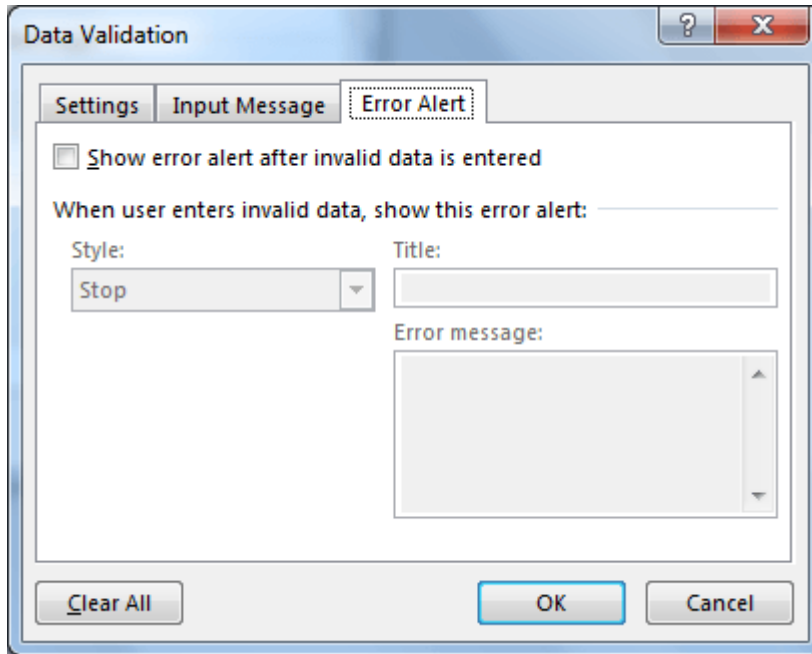 Data Validation
Settings Input Message Error Alert
Show error alert after invalid data is entered
When user enters invalid data, show this error alert:
Style: Title:
Stop
Error message:
Clear All OK Cancel